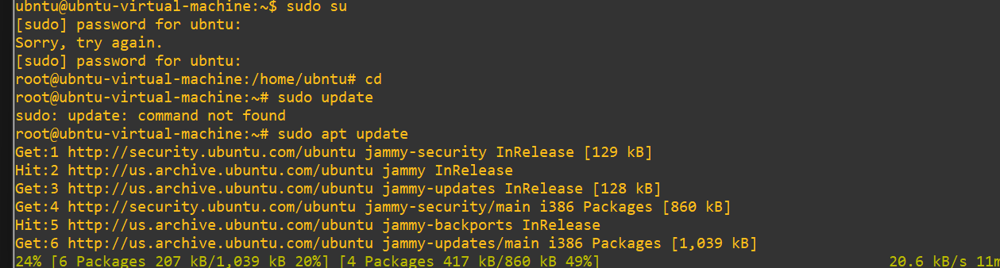 ubntu@ubntu-virtual-machine:~$ sudo su
[sudo] password for ubntu:
Sorry, try again.
[sudo] password for ubntu:
root@ubntu-virtual-machine:/home/ubntu# cd
root@ubntu-virtual-machine:~# sudo update
sudo: update: command not found
root@ubntu-virtual-machine:~# sudo apt update
Get:1 http://security.ubuntu.com/ubuntu jammy-security InRelease [129 kB]
Hit:2 http://us.archive.ubuntu.com/ubuntu jammy InRelease
Get:3 http://us.archive.ubuntu.com/ubuntu jammy-updates InRelease [128 kB]
Get:4 http://security.ubuntu.com/ubuntu jammy-security/main i386 Packages [860 kB]
Hit:5 http://us.archive.ubuntu.com/ubuntu jammy-backports InRelease
Get:6 http://us.archive.ubuntu.com/ubuntu jammy-updates/main i386 Packages [1,039 kB]
24% [6 Packages 207 kB/1,039 kB 20%] [4 Packages 417 kB/860 kB 49%] 20.6 kB/s 11m